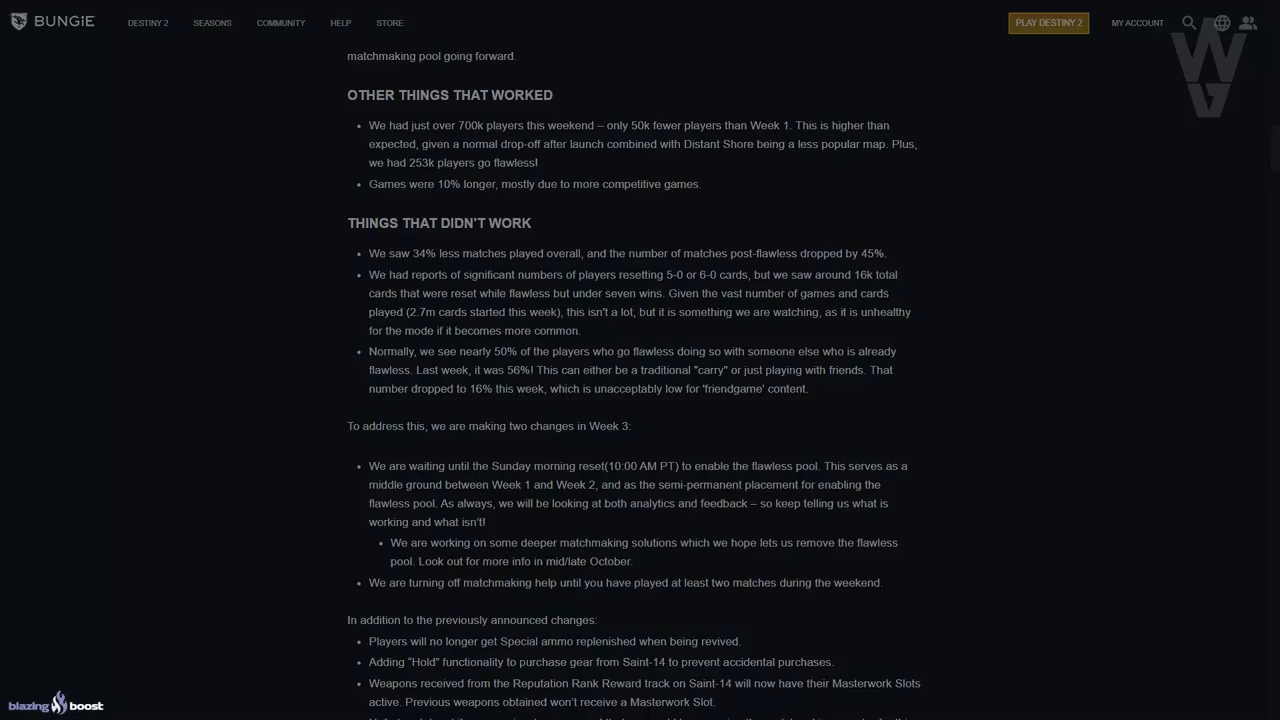 BUNGiE DESTINY 2 SEASONS COMMUNITY HELP STORE PLAY DESTINY 2 MY ACCOUNT
matchmaking pool going forward.
OTHER THINGS THAT WORKED
• We had just over 700k players this weekend – only 50k fewer players than Week 1. This is higher than
expected, given a normal drop-off after launch combined with Distant Shore being a less popular map. Plus,
we had 253k players go flawless!
• Games were 10% longer, mostly due to more competitive games.
THINGS THAT DIDN'T WORK
• We saw 34% less matches played overall, and the number of matches post-flawless dropped by 45%.
• We had reports of significant numbers of players resetting 5-0 or 6-0 cards, but we saw around 16k total
cards that were reset while flawless but under seven wins. Given the vast number of games and cards
played (2.7m cards started this week), this isn't a lot, but it is something we are watching, as it is unhealthy
for the mode if it becomes more common.
• Normally, we see nearly 50% of the players who go flawless doing so with someone else who is already
flawless. Last week, it was 56%! This can either be a traditional "carry" or just playing with friends. That
number dropped to 16% this week, which is unacceptably low for 'friendgame' content.
To address this, we are making two changes in Week 3:
• We are waiting until the Sunday morning reset(10:00 AM PT) to enable the flawless pool. This serves as a
middle ground between Week 1 and Week 2, and as the semi-permanent placement for enabling the
flawless pool. As always, we will be looking at both analytics and feedback – so keep telling us what is
working and what isn't!
• We are working on some deeper matchmaking solutions which we hope lets us remove the flawless
pool. Look out for more info in mid/late October.
• We are turning off matchmaking help until you have played at least two matches during the weekend.
In addition to the previously announced changes:
• Players will no longer get Special ammo replenished when being revived.
• Adding “Hold” functionality to purchase gear from Saint-14 to prevent accidental purchases.
• Weapons received from the Reputation Rank Reward track on Saint-14 will now have their Masterwork Slots
active. Previous weapons obtained won't receive a Masterwork Slot.
blazing boost